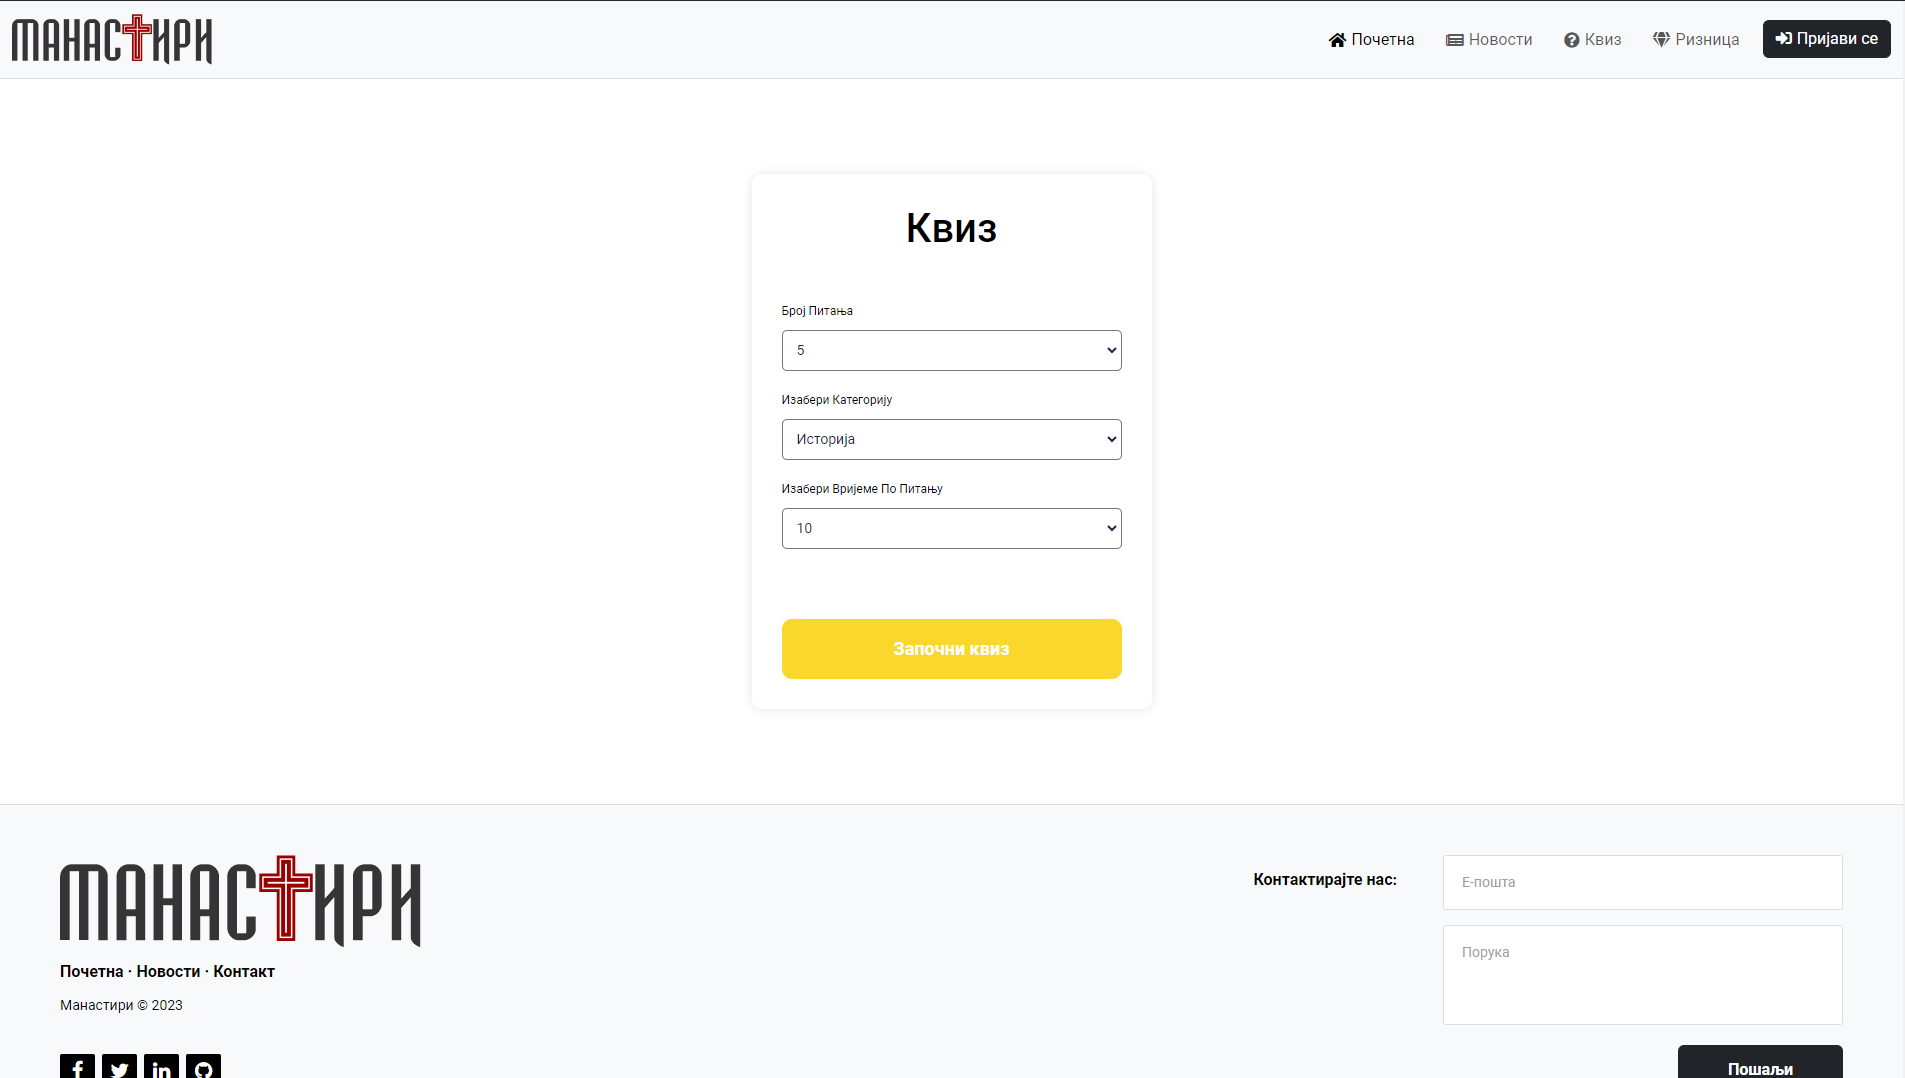 МАНАСТИРИ
Почетна Новости Квиз Ризница Пријави се
Квиз
Број Питања
5
Изабери Категорију
Историја
Изабери Вријеме По Питању
10
Започни квиз
МАНАСТИРИ
Почетна · Новости · Контакт
Манастири © 2023
Контактирајте нас:
Е-пошта
Порука
Пошаљи